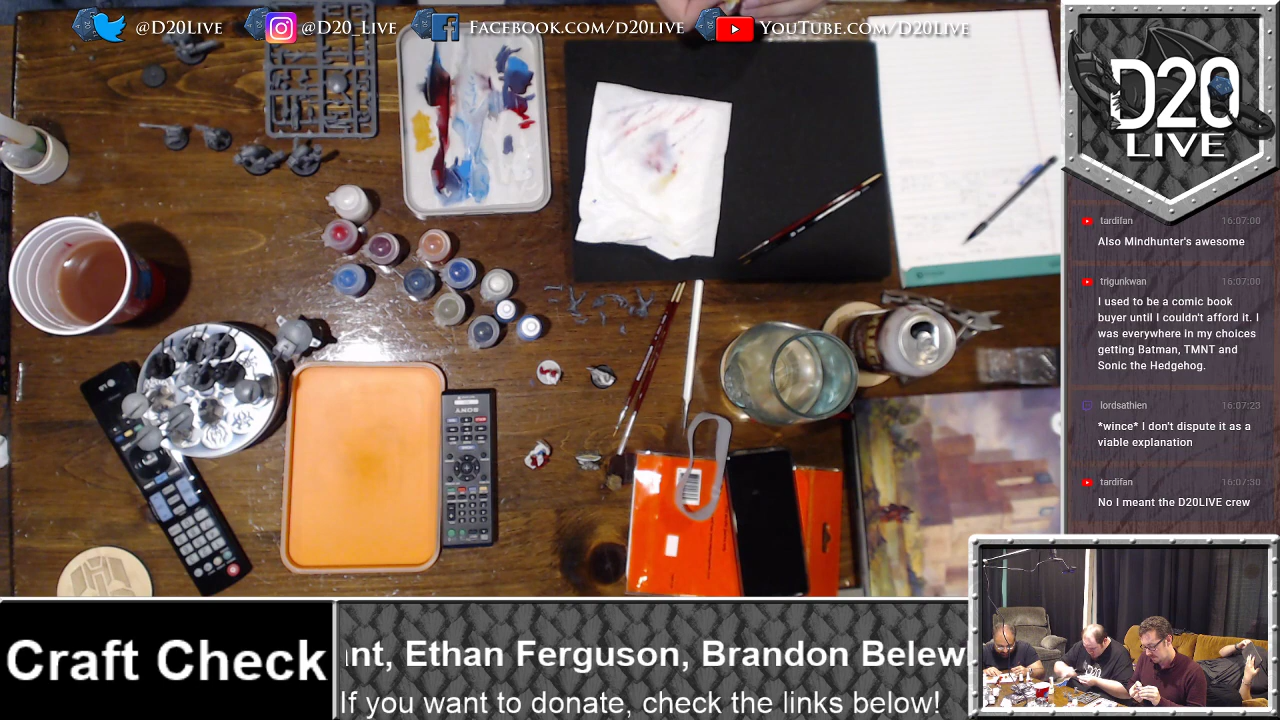 @D20Live
@D20_Live
Facebook.com/D20Live
YouTube.com/D20Live
D20
LIVE
tardifan 16:07:00
Also Mindhunter's awesome
trigunkwan 16:07:00
I used to be a comic book
buyer until I couldn't afford it. I
was everywhere in my choices
getting Batman, TMNT and
Sonic the Hedgehog.
lordsathien 16:07:23
*wince* I don't dispute it as a
viable explanation
tardifan 16:07:30
No I meant the D20LIVE crew
SONY
Craft Check
nt, Ethan Ferguson, Brandon Belew
If you want to donate, check the links below!